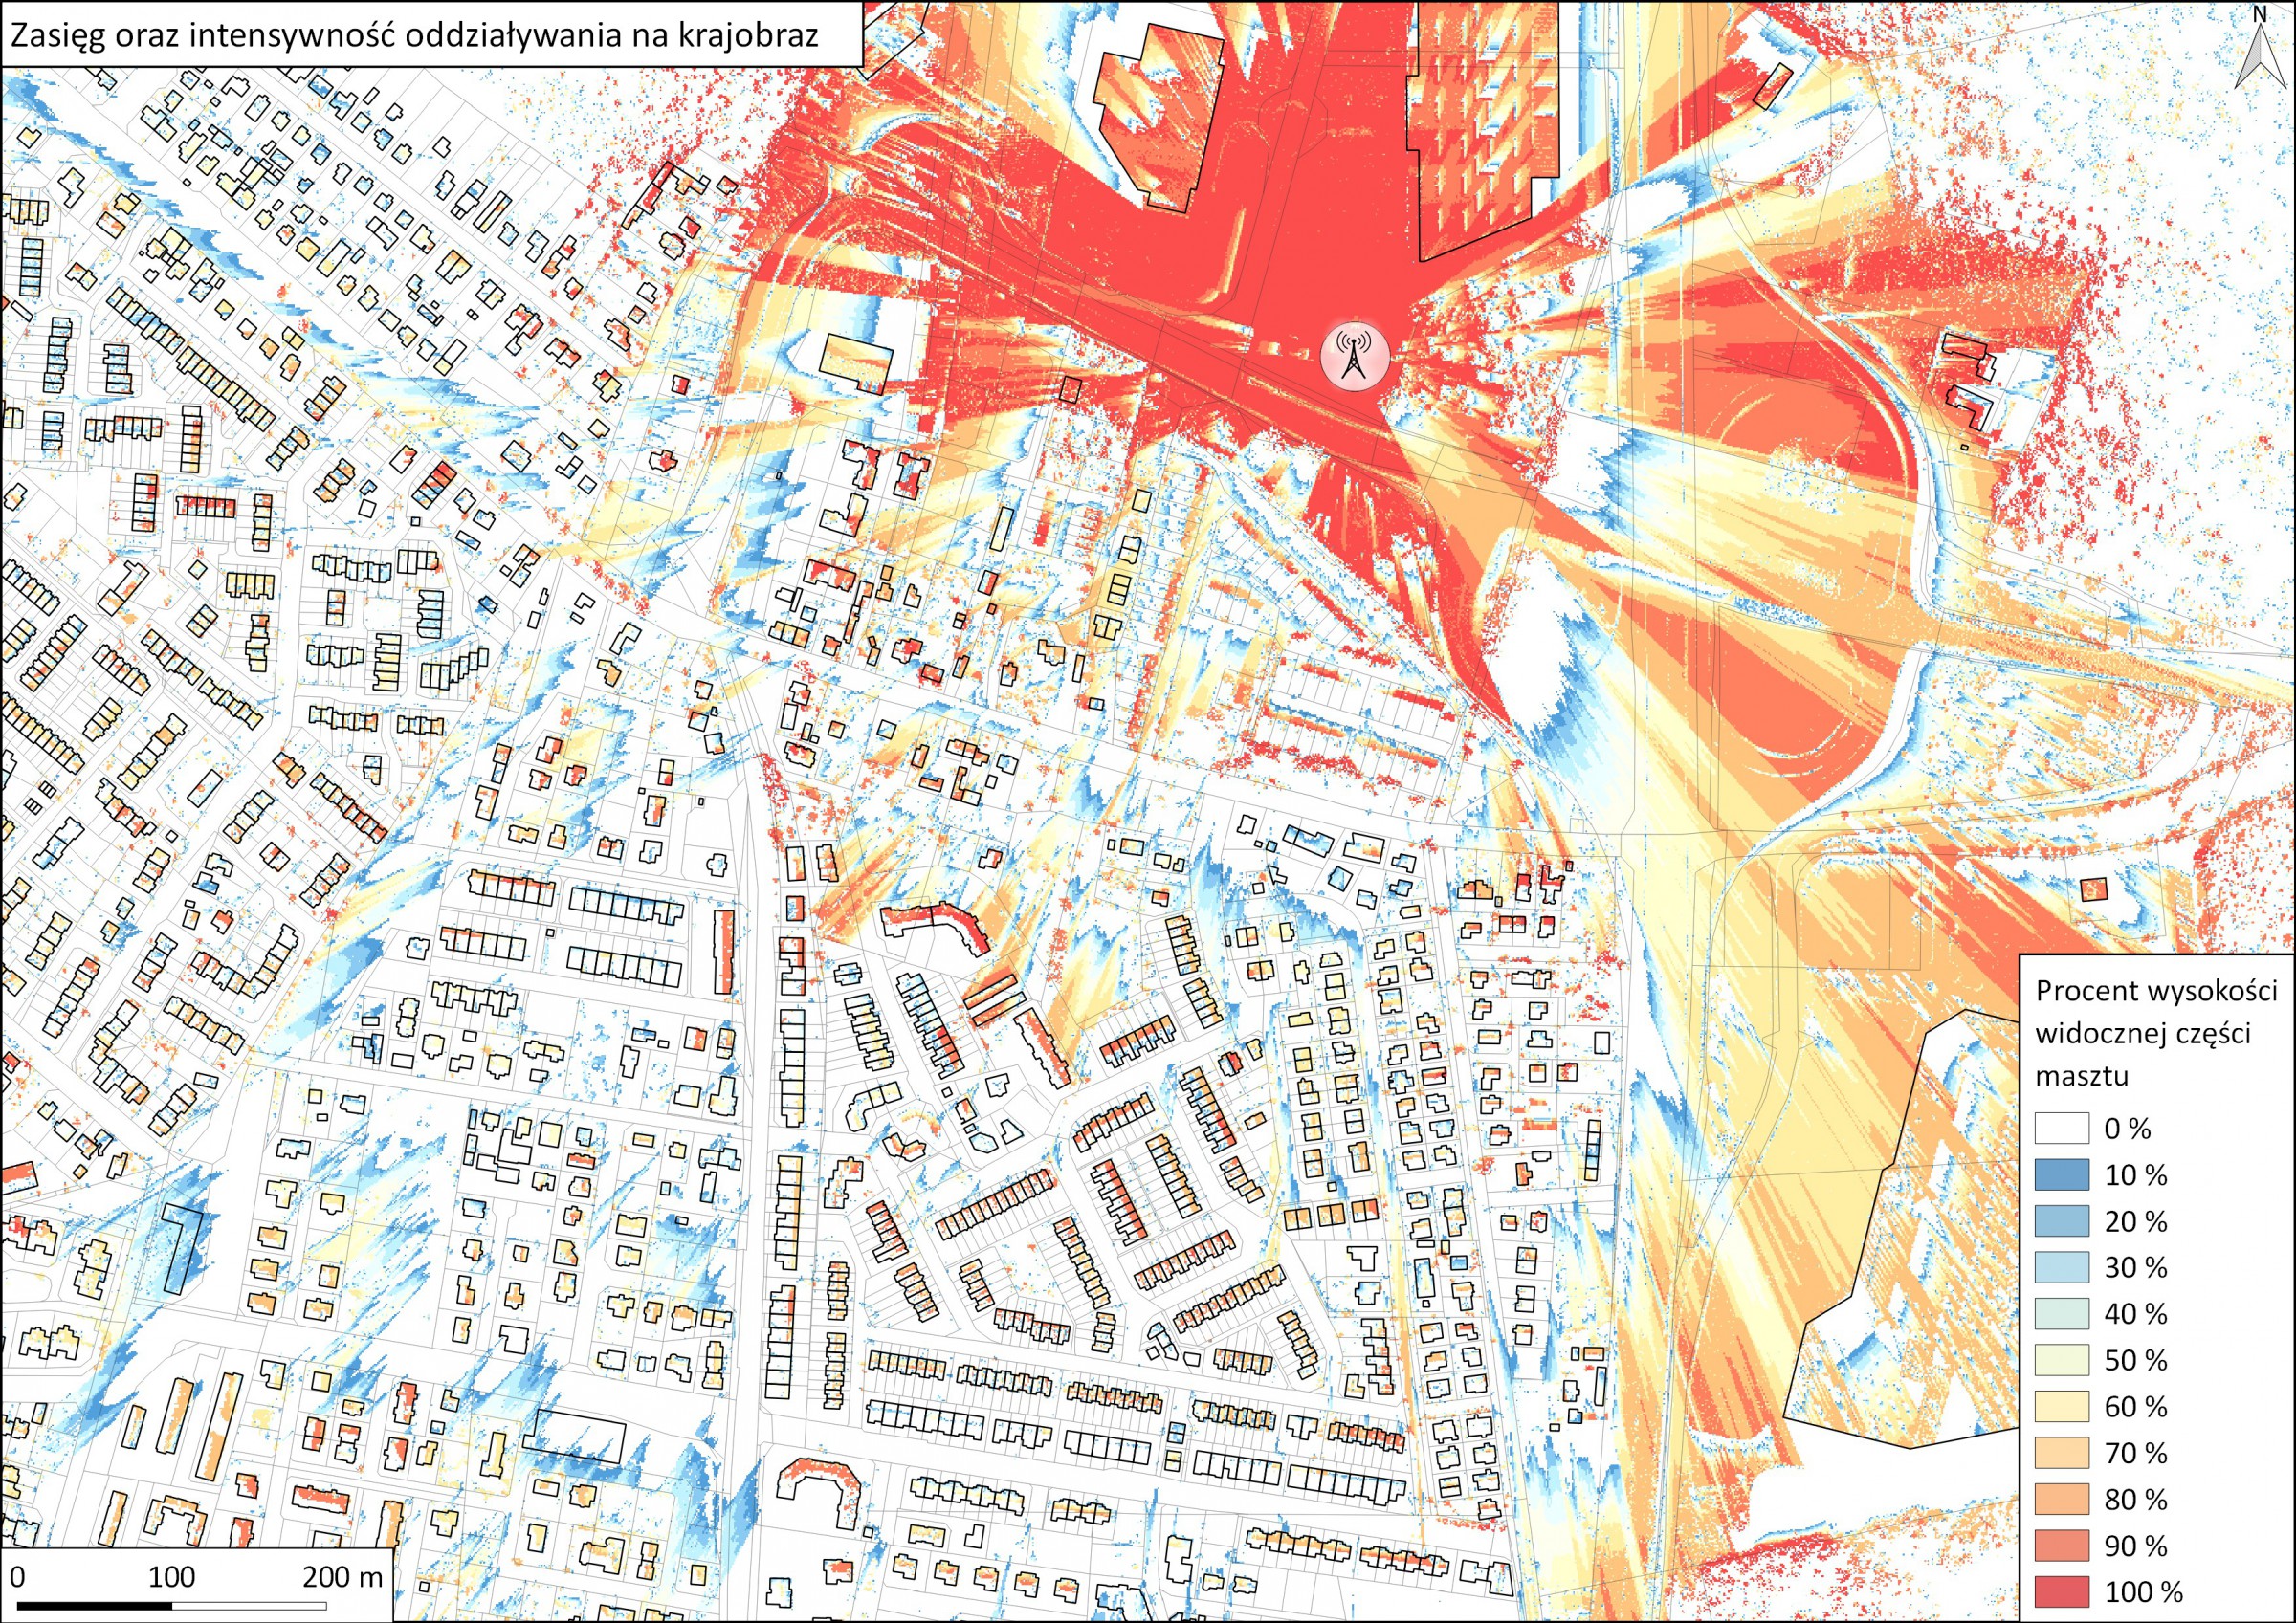 Zasięg oraz intensywność oddziaływania na krajobraz
N
Procent wysokości
widocznej części
masztu
0 %
10 %
20 %
30 %
40 %
50 %
60 %
70 %
80 %
90 %
100 %
0 100 200 m